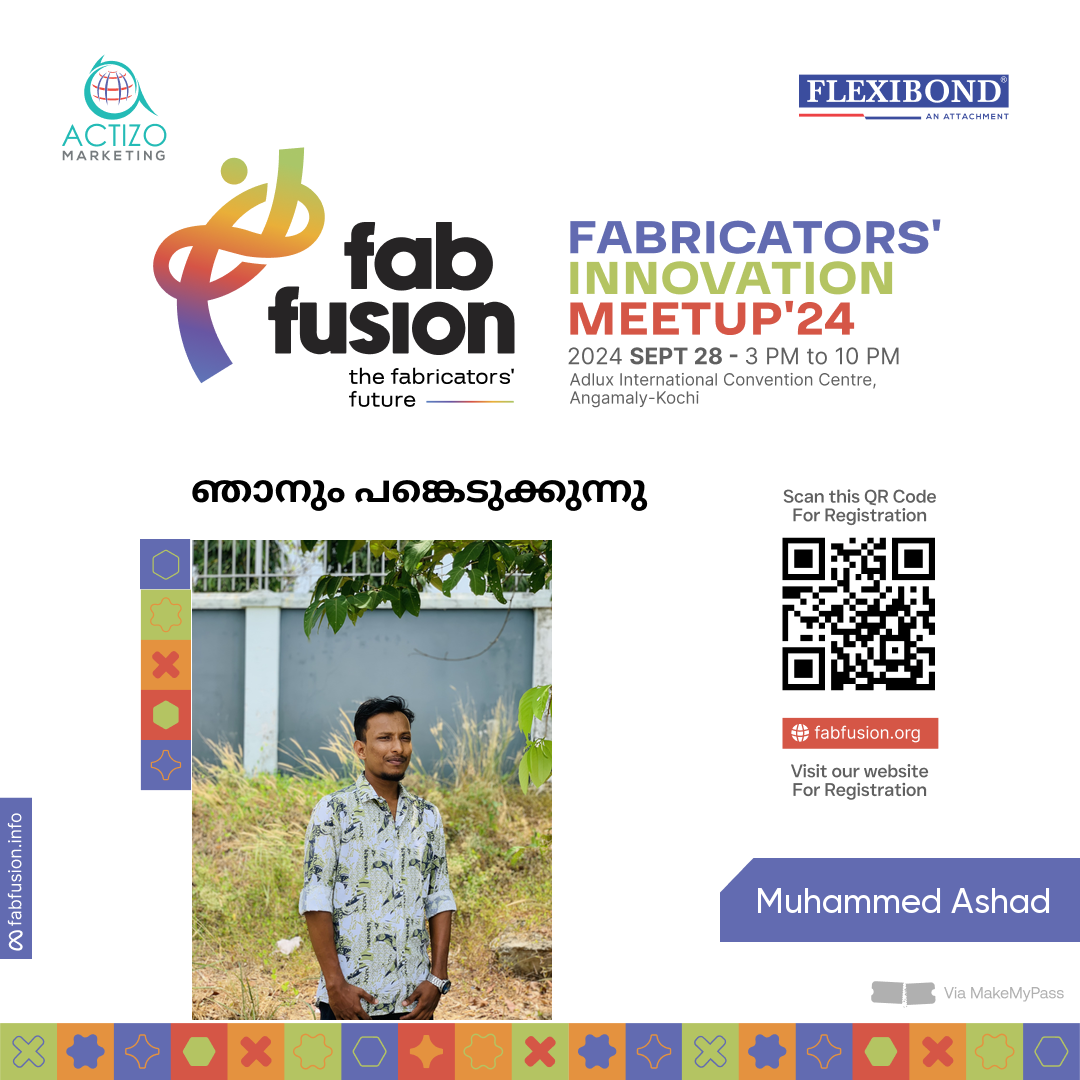 ACTIZO
MARKETING
FLEXIBOND®
AN ATTACHMENT
fab
fusion
the fabricators'
future
FABRICATORS'
INNOVATION
MEETUP'24
2024 SEPT 28 - 3 PM to 10 PM
Adlux International Convention Centre,
Angamaly-Kochi
ഞാനും പങ്കെടുക്കുന്നു
Scan this QR Code
For Registration
fabfusion.org
Visit our website
For Registration
fabfusion.info
Muhammed Ashad
Via MakeMyPass